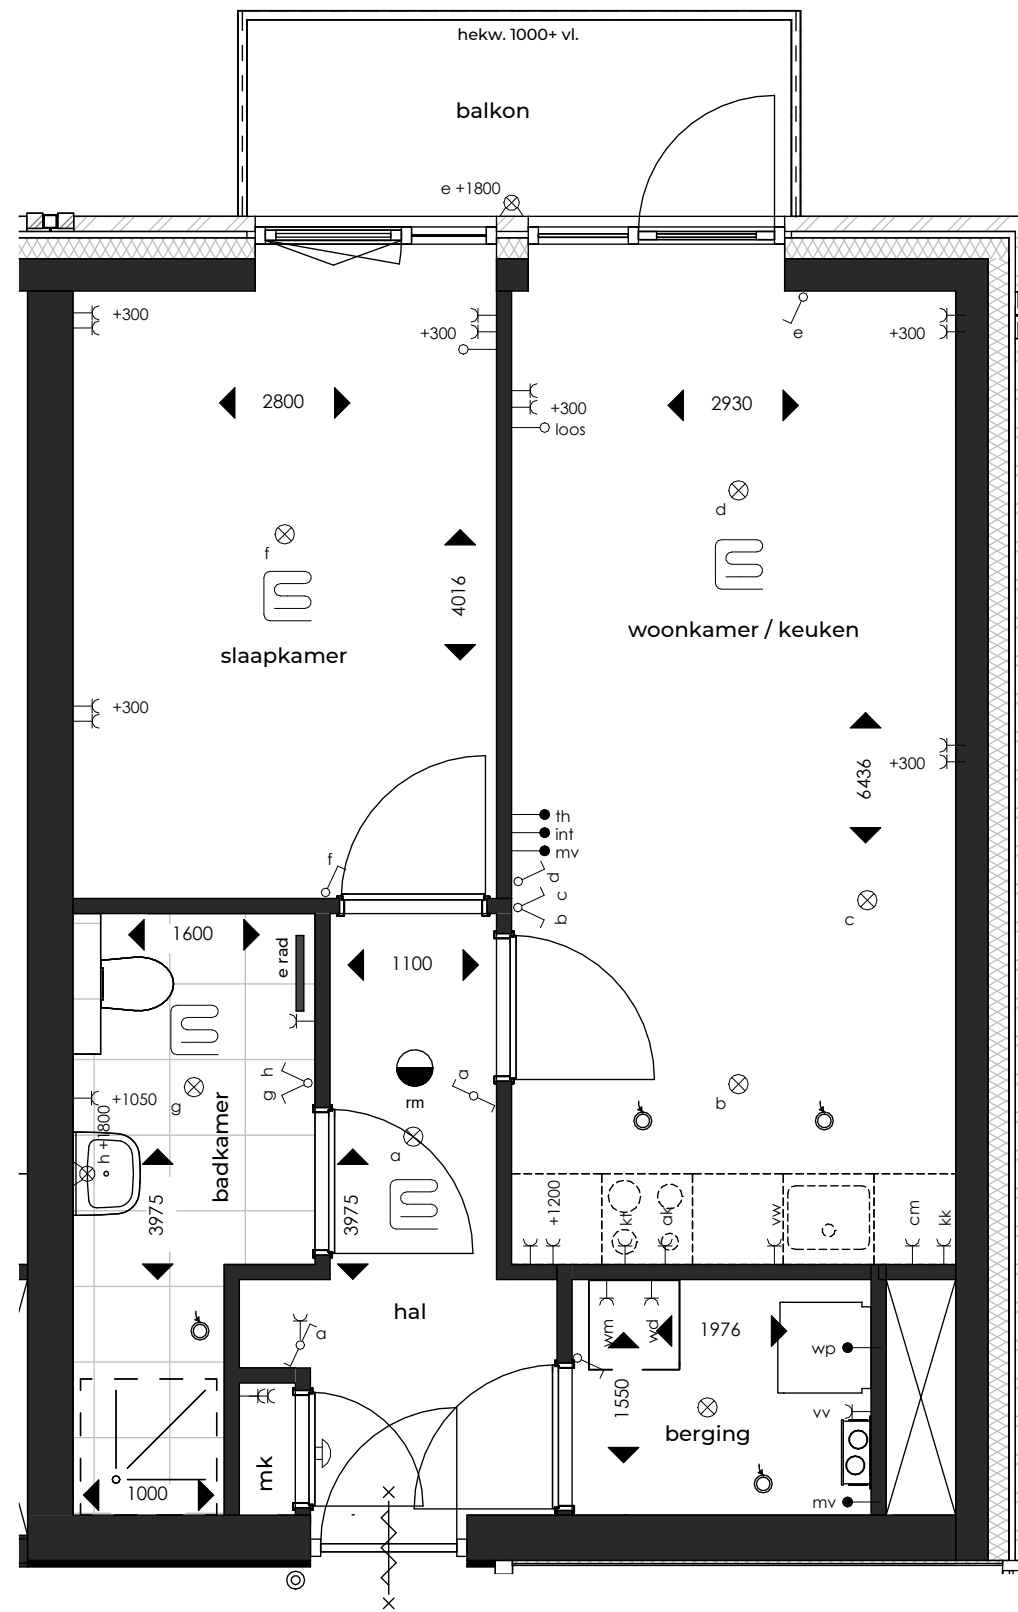 hekw. 1000+ vl.
balkon
e +1800
+300
+300
e
+300
2800
2930
+300
loos
d
f
4016
slaapkamer
woonkamer / keuken
+300
6436
+300
th
int
mv
f
d
c
b
c
1600
e rad
1100
h
g
a
rm
b
g
+1050
h +1800
badkamer
a
3975
3975
+1200
kt
ak
vw
cm
kk
hal
a
wm
wd
1976
wp
1550
vv
berging
mk
1000
mv